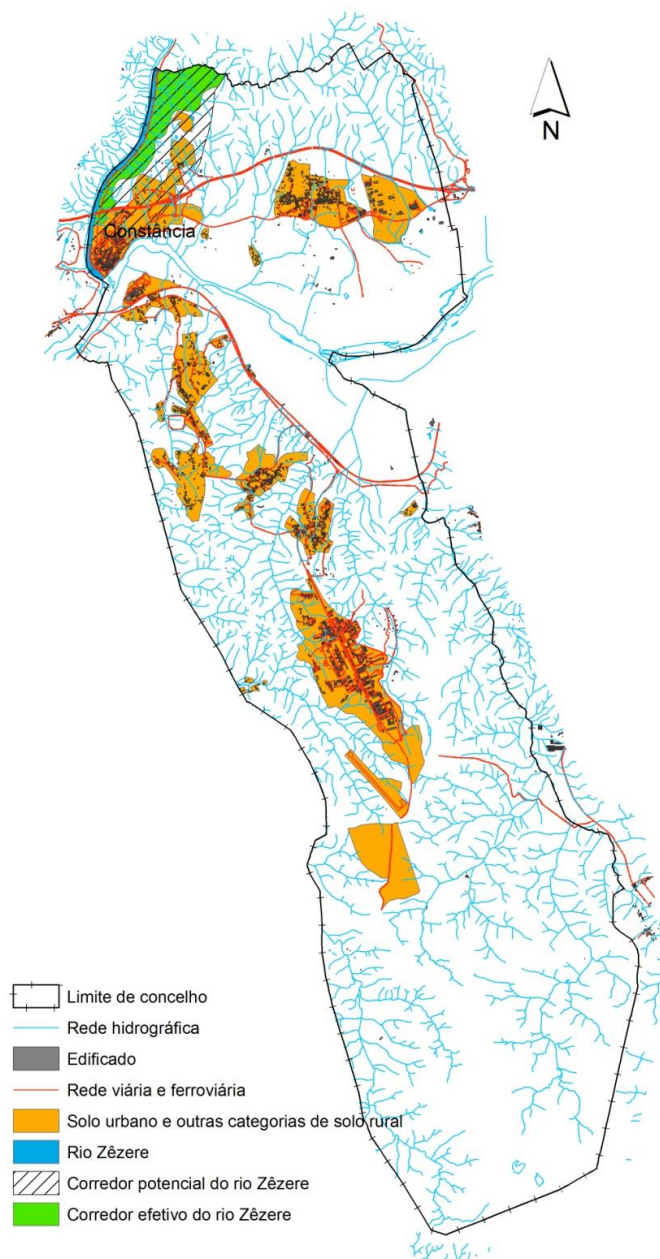 N
Constância
Limite de concelho
Rede hidrográfica
Edificado
Rede viária e ferroviária
Solo urbano e outras categorias de solo rural
Rio Zêzere
Corredor potencial do rio Zêzere
Corredor efetivo do rio Zêzere